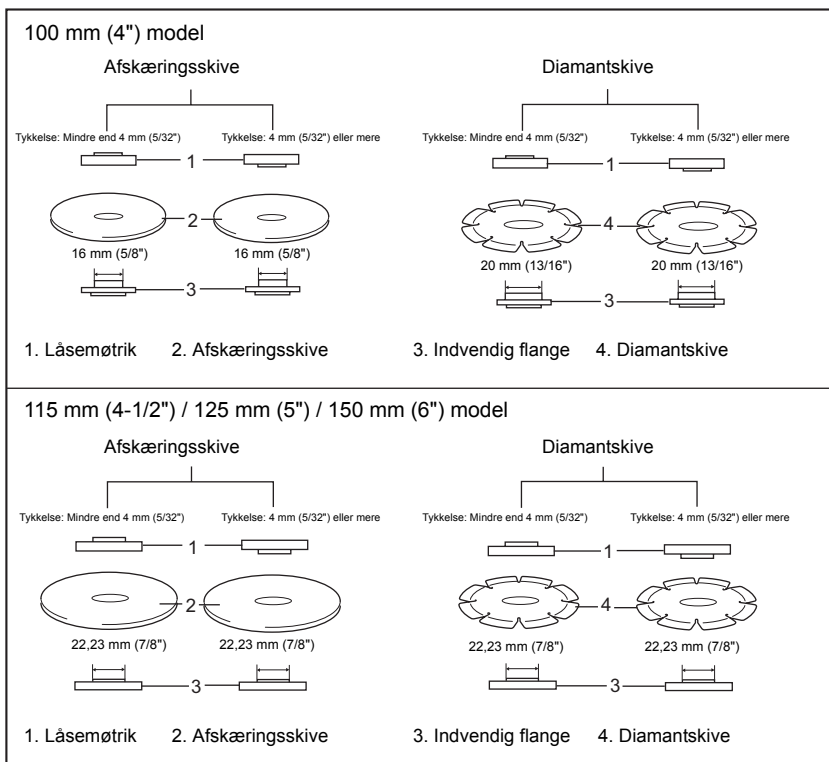 100 mm (4") model
Afskæringsskive
Diamantskive
Tykkelse: Mindre end 4 mm (5/32") Tykkelse: 4 mm (5/32") eller mere
Tykkelse: Mindre end 4 mm (5/32") Tykkelse: 4 mm (5/32") eller mere
1
1
2
4
16 mm (5/8") 16 mm (5/8")
20 mm (13/16") 20 mm (13/16")
3
3
1. Låsemøtrik 2. Afskæringsskive 3. Indvendig flange 4. Diamantskive
115 mm (4-1/2") / 125 mm (5") / 150 mm (6") model
Afskæringsskive
Diamantskive
Tykkelse: Mindre end 4 mm (5/32") Tykkelse: 4 mm (5/32") eller mere
Tykkelse: Mindre end 4 mm (5/32") Tykkelse: 4 mm (5/32") eller mere
1
1
2
4
22,23 mm (7/8") 22,23 mm (7/8")
22,23 mm (7/8") 22,23 mm (7/8")
3
3
1. Låsemøtrik 2. Afskæringsskive 3. Indvendig flange 4. Diamantskive